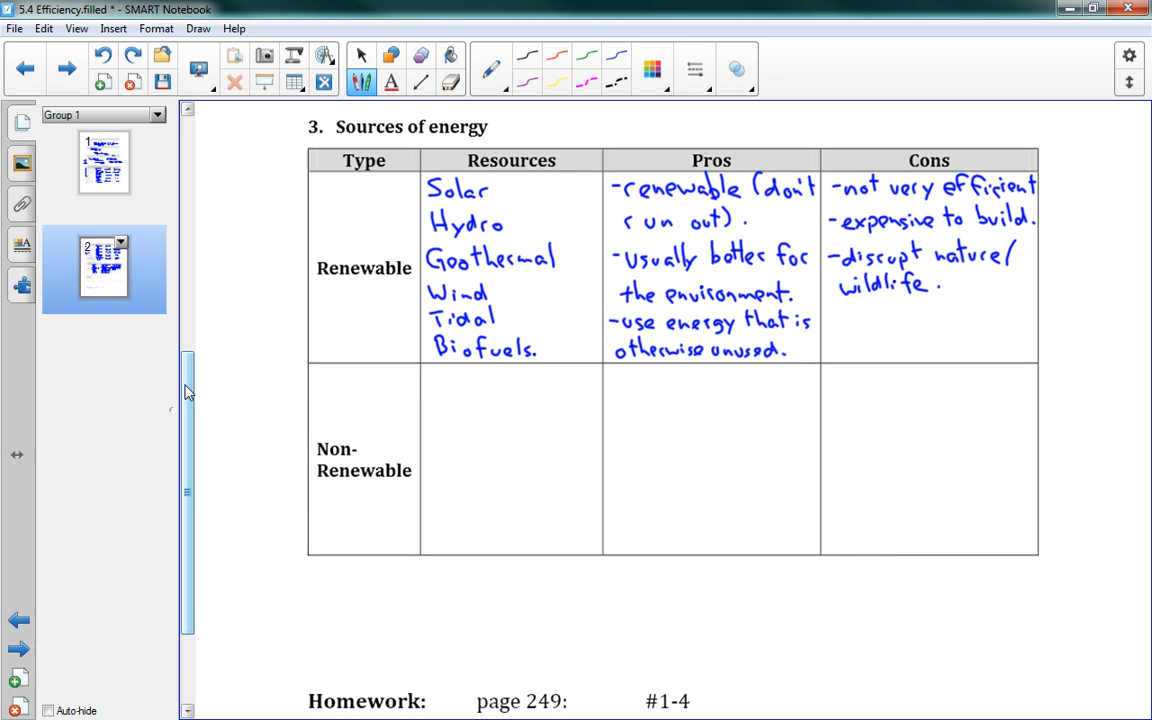 5.4 Efficiency.filled * - SMART Notebook
File Edit View Insert Format Draw Help
Group 1
1
2
3. Sources of energy
Type Resources Pros Cons
Renewable
Solar
Hydro
Geothermal
Wind
Tidal
Biofuels.
-renewable (don't
run out).
-usually better for
the environment.
-use energy that is
otherwise unused.
-not very efficient
-expensive to build.
-disrupt nature/
wildlife.
Non-
Renewable
Homework: page 249: #1-4
Auto-hide